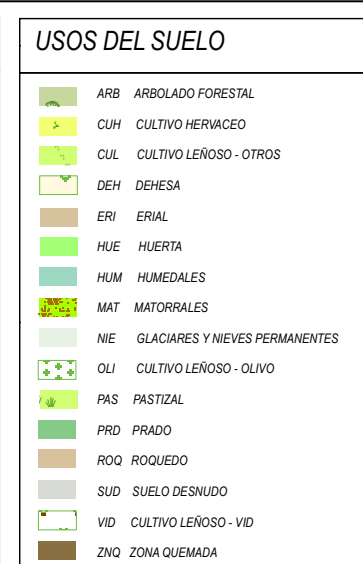 USOS DEL SUELO
ARB ARBOLADO FORESTAL
CUH CULTIVO HERVACEO
CUL CULTIVO LEÑOSO - OTROS
DEH DEHESA
ERI ERIAL
HUE HUERTA
HUM HUMEDALES
MAT MATORRALES
NIE GLACIARES Y NIEVES PERMANENTES
OLI CULTIVO LEÑOSO - OLIVO
PAS PASTIZAL
PRD PRADO
ROQ ROQUEDO
SUD SUELO DESNUDO
VID CULTIVO LEÑOSO - VID
ZNQ ZONA QUEMADA